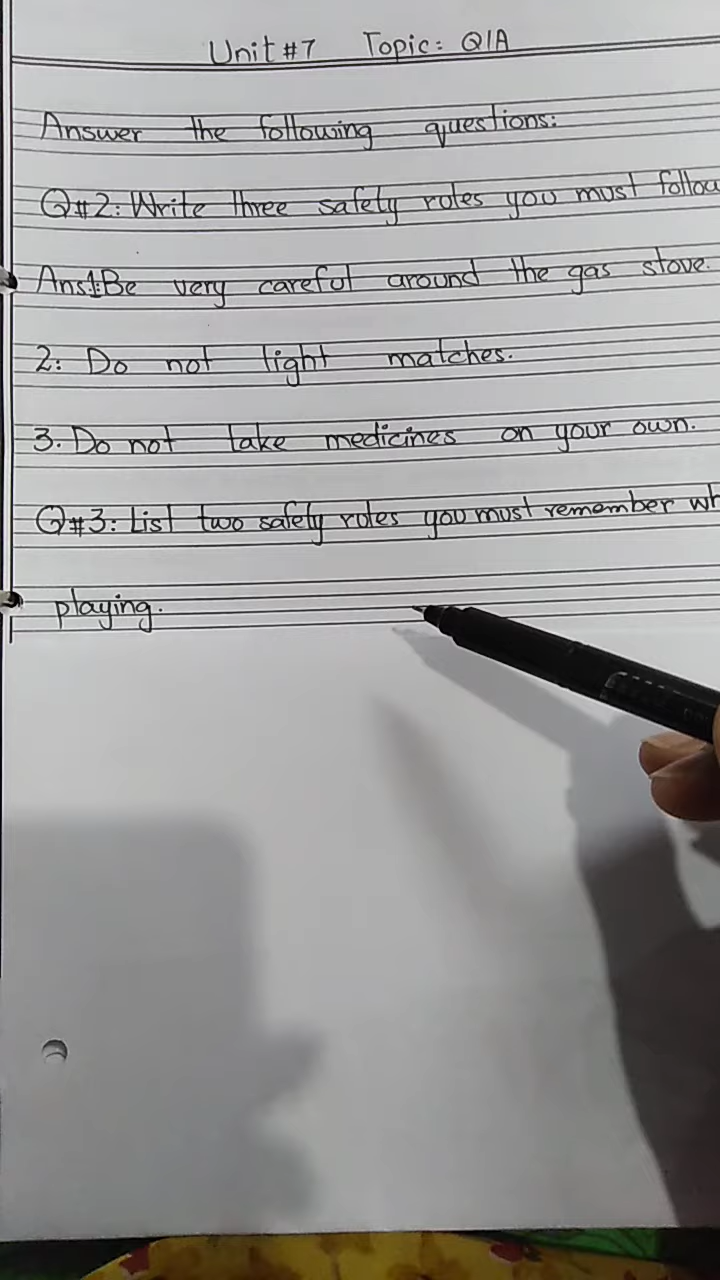 Unit #7 Topic: Q/A
Answer the following questions:
Q#2: Write three safety rules you must
Ans1:Be very careful around the gas stove.
2: Do not light matches.
3. Do not take medicines on your own.
Q#3: List two safety rules you must remember
playing.